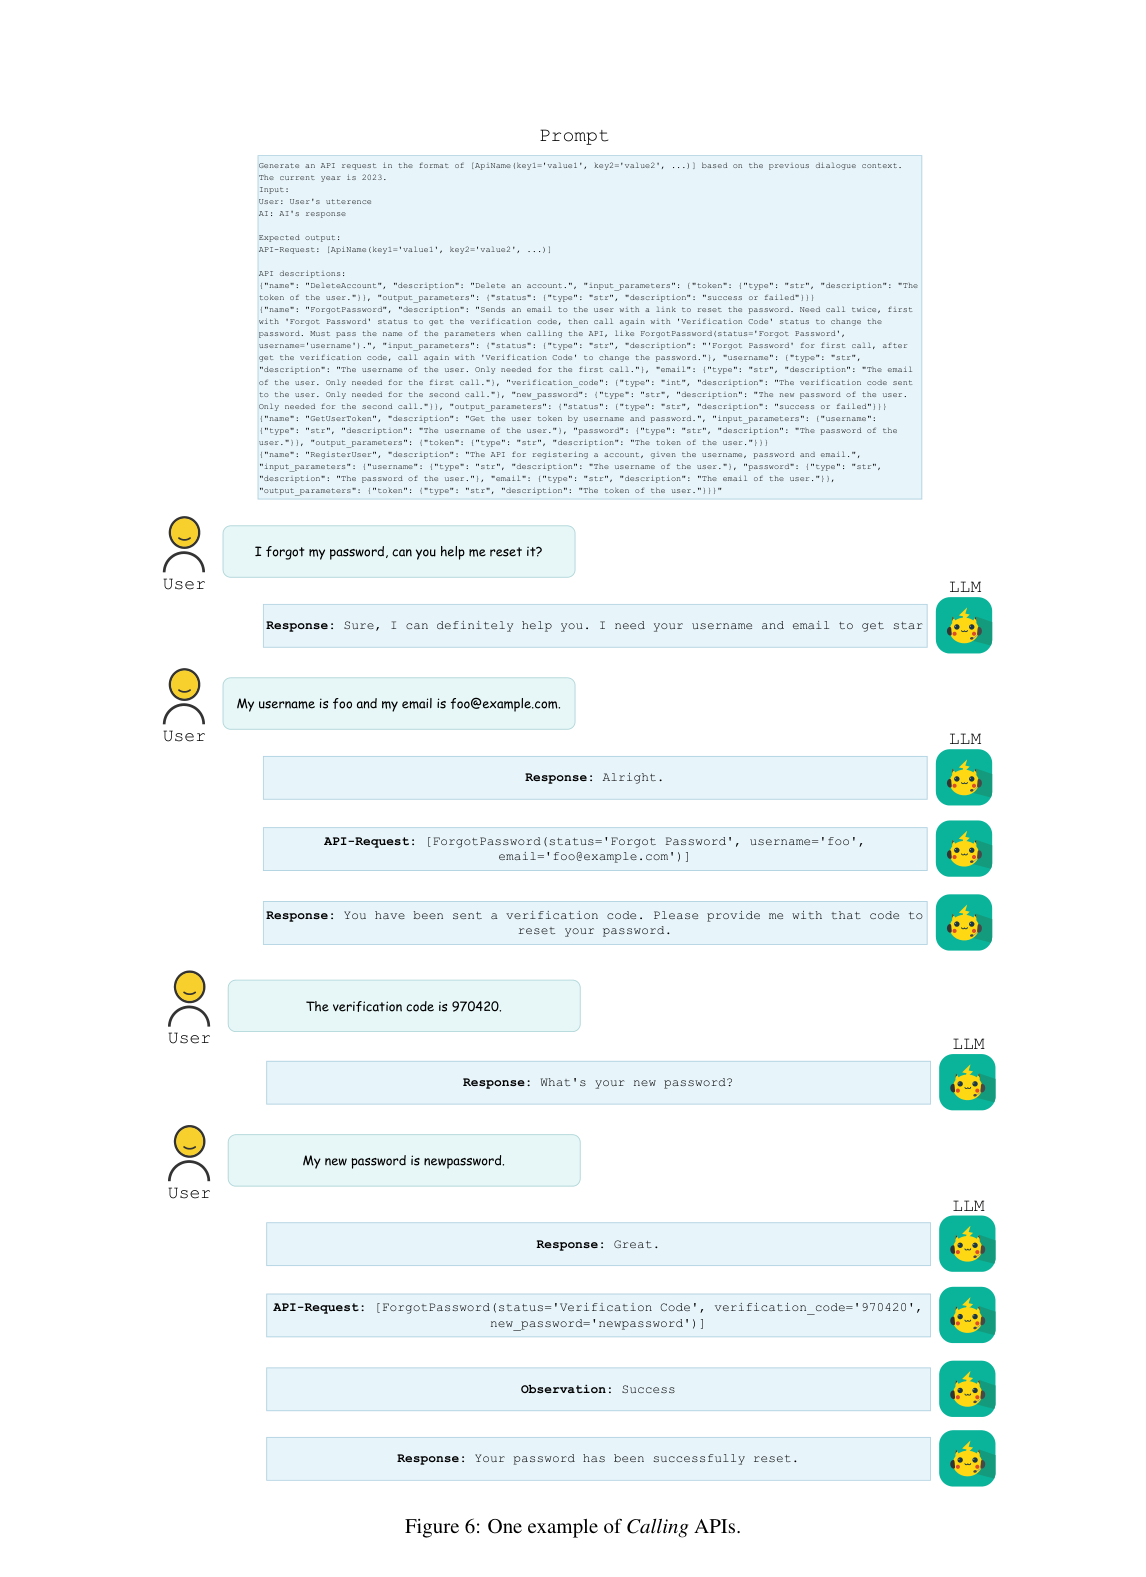 Prompt
Generate an API request in the format of [ApiName(key1='value1', key2='value2', ...)] based on the previous dialogue context.
The current year is 2023.
Input:
User: User's utterence
AI: AI's response
Expected output:
API-Request: [ApiName(key1='value1', key2='value2', ...)]
API descriptions:
{"name": "DeleteAccount", "description": "Delete an account.", "input_parameters": {"token": {"type": "str", "description": "The
token of the user."}}, "output_parameters": {"status": {"type": "str", "description": "success or failed"}}}
{"name": "ForgotPassword", "description": "Sends an email to the user with a link to reset the password. Need call twice, first
with 'Forgot Password' status to get the verification code, then call again with 'Verification Code' status to change the
password. Must pass the name of the parameters when calling the API, like ForgotPassword(status='Forgot Password',
username='username').", "input_parameters": {"status": {"type": "str", "description": "'Forgot Password' for first call, after
get the verification code, call again with 'Verification Code' to change the password."}, "username": {"type": "str",
"description": "The username of the user. Only needed for the first call."}, "email": {"type": "str", "description": "The email
of the user. Only needed for the first call."}, "verification_code": {"type": "int", "description": "The verification code sent
to the user. Only needed for the second call."}, "new_password": {"type": "str", "description": "The new password of the user.
Only needed for the second call."}}, "output_parameters": {"status": {"type": "str", "description": "success or failed"}}}
{"name": "GetUserToken", "description": "Get the user token by username and password.", "input_parameters": {"username":
{"type": "str", "description": "The username of the user."}, "password": {"type": "str", "description": "The password of the
user."}}, "output_parameters": {"token": {"type": "str", "description": "The token of the user."}}}
{"name": "RegisterUser", "description": "The API for registering a account, given the username, password and email.",
"input_parameters": {"username": {"type": "str", "description": "The username of the user."}, "password": {"type": "str",
"description": "The password of the user."}, "email": {"type": "str", "description": "The email of the user."}},
"output_parameters": {"token": {"type": "str", "description": "The token of the user."}}}"
I forgot my password, can you help me reset it?
User
LLM
Response: Sure, I can definitely help you. I need your username and email to get star
My username is foo and my email is foo@example.com.
User
LLM
Response: Alright.
API-Request: [ForgotPassword(status='Forgot Password', username='foo',
email='foo@example.com')]
Response: You have been sent a verification code. Please provide me with that code to
reset your password.
The verification code is 970420.
User
LLM
Response: What's your new password?
My new password is newpassword.
User
LLM
Response: Great.
API-Request: [ForgotPassword(status='Verification Code', verification_code='970420',
new_password='newpassword')]
Observation: Success
Response: Your password has been successfully reset.
Figure 6: One example of Calling APIs.